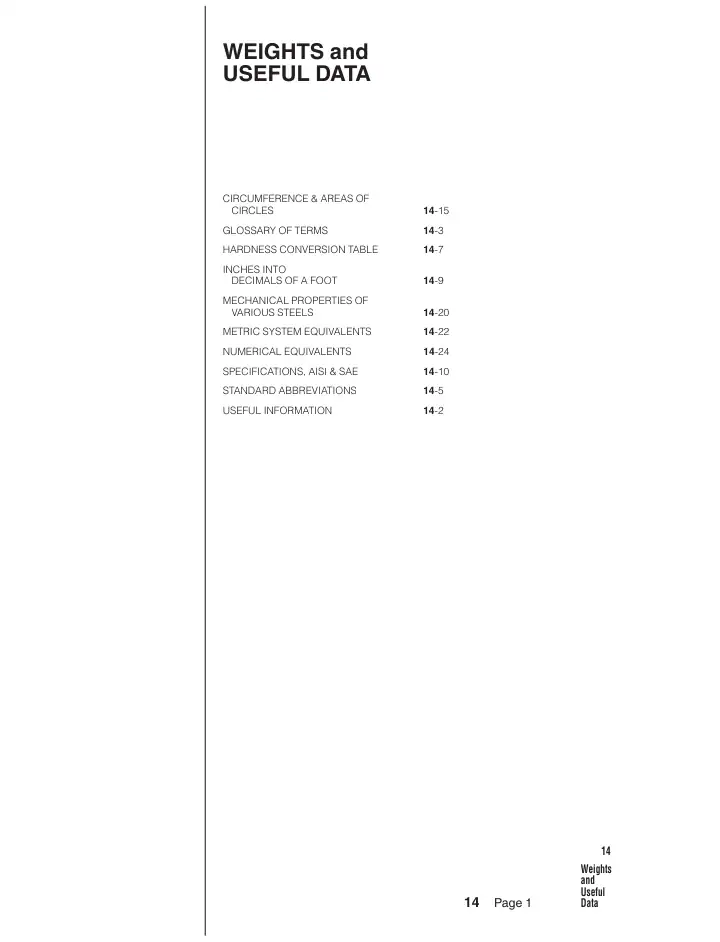 WEIGHTS and
USEFUL DATA
CIRCUMFERENCE & AREAS OF
CIRCLES 14-15
GLOSSARY OF TERMS 14-3
HARDNESS CONVERSION TABLE 14-7
INCHES INTO
DECIMALS OF A FOOT 14-9
MECHANICAL PROPERTIES OF
VARIOUS STEELS 14-20
METRIC SYSTEM EQUIVALENTS 14-22
NUMERICAL EQUIVALENTS 14-24
SPECIFICATIONS, AISI & SAE 14-10
STANDARD ABBREVIATIONS 14-5
USEFUL INFORMATION 14-2
14
Weights
and
Useful
Data
14 Page 1